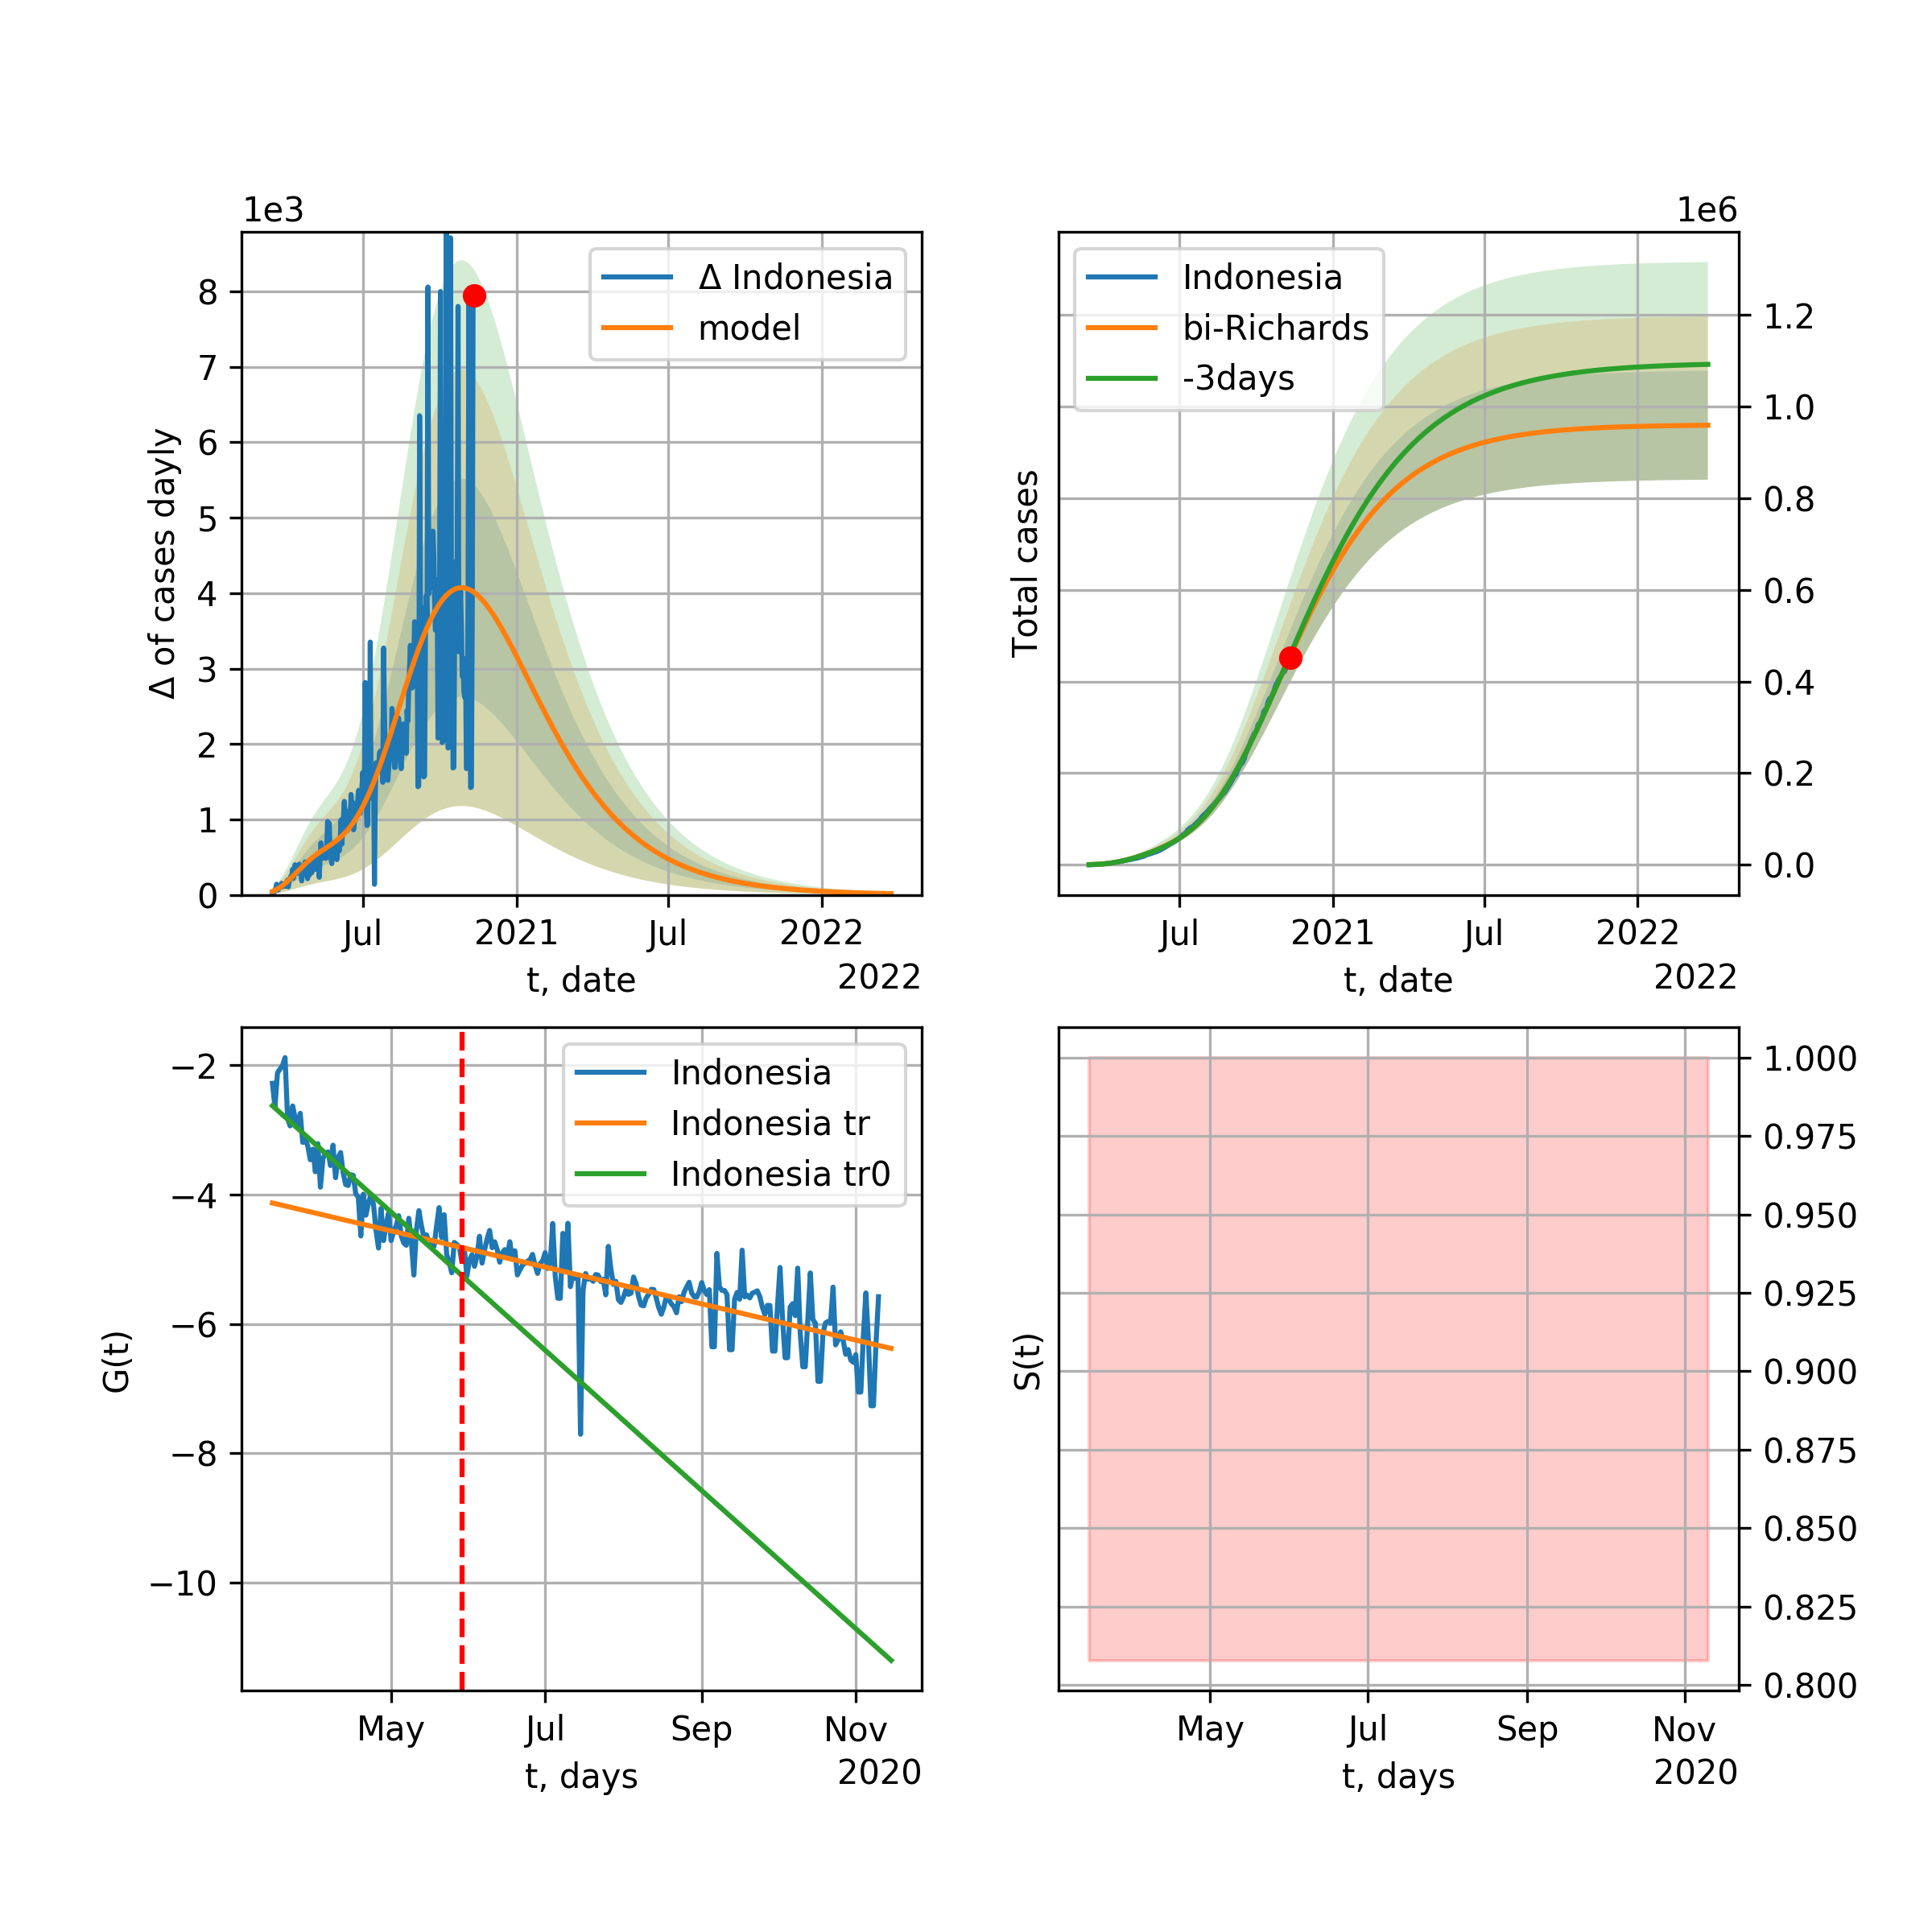 1e3
Δ of cases dayly
8
7
6
5
4
3
2
1
0
Δ Indonesia
model
Jul
2021
Jul
2022
t, date
2022
1e6
Total cases
Indonesia
bi-Richards
-3days
1.2
1.0
0.8
0.6
0.4
0.2
0.0
Jul
2021
Jul
2022
t, date
2022
G(t)
−2
−4
−6
−8
−10
Indonesia
Indonesia tr
Indonesia tr0
May
Jul
Sep
Nov
t, days
2020
S(t)
1.000
0.975
0.950
0.925
0.900
0.875
0.850
0.825
0.800
May
Jul
Sep
Nov
t, days
2020